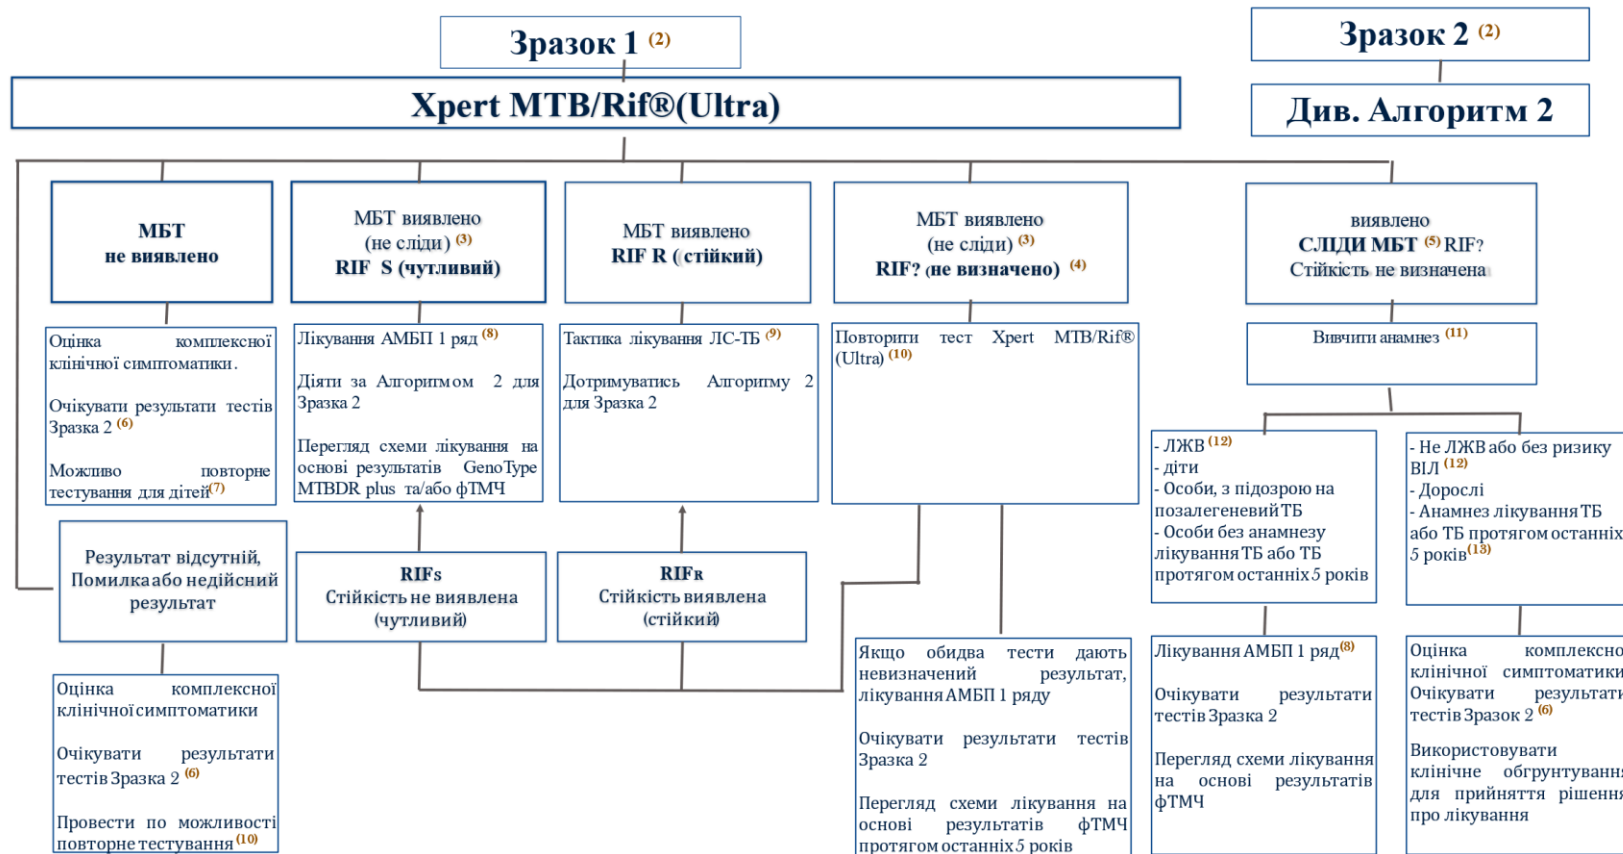 Зразок 1 (2)
Зразок 2 (2)
Xpert MTB/Rif®(Ultra)
Див. Алгоритм 2
МБТ
не виявлено
МБТ виявлено
(не сліди) (3)
RIF S (чутливий)
МБТ виявлено
RIF R (стійкий)
МБТ виявлено
(не сліди) (3)
RIF? (не визначено) (4)
виявлено
СЛІДИ МБТ (5) RIF?
Стійкість не визначена
Оцінка комплексної
клінічної симптоматики.
Очікувати результати тестів
Зразка 2 (6)
Можливо повторне
тестування для дітей(7)
Лікування АМБП 1 ряд (8)
Діяти за Алгоритмом 2 для
Зразка 2
Перегляд схеми лікування на
основі результатів GenoType
MTBDR plus та/або фТМЧ
Тактика лікування ЛС-ТБ (9)
Дотримуватись Алгоритму 2
для Зразка 2
Повторити тест Xpert MTB/Rif®
(Ultra) (10)
Вивчити анамнез (11)
- ЛЖВ (12)
- діти
- Особи, з підозрою на
позалегеневий ТБ
- Особи без анамнезу
лікування ТБ або ТБ
протягом останніх 5 років
- Не ЛЖВ або без ризику
ВІЛ (12)
- Дорослі
- Анамнез лікування ТБ
або ТБ протягом останніх
5 років(13)
Результат відсутній,
Помилка або недійсний
результат
RIFs
Стійкість не виявлена
(чутливий)
RIFR
Стійкість виявлена
(стійкий)
Оцінка комплексної
клінічної симптоматики
Очікувати результати
тестів Зразка 2 (6)
Провести по можливості
повторне тестування (10)
Якщо обидва тести дають
невизначений результат,
лікування АМБП 1 ряду
Очікувати результати тестів
Зразка 2
Перегляд схеми лікування на
основі результатів фТМЧ
протягом останніх 5 років
Лікування АМБП 1 ряд(8)
Очікувати результати
тестів Зразка 2
Перегляд схеми лікування
на основі результатів
фТМЧ
Оцінка комплексної
клінічної симптоматики
Очікувати результати
тестів Зразок 2 (6)
Використовувати
клінічне обгрунтування
для прийняття рішення
про лікування